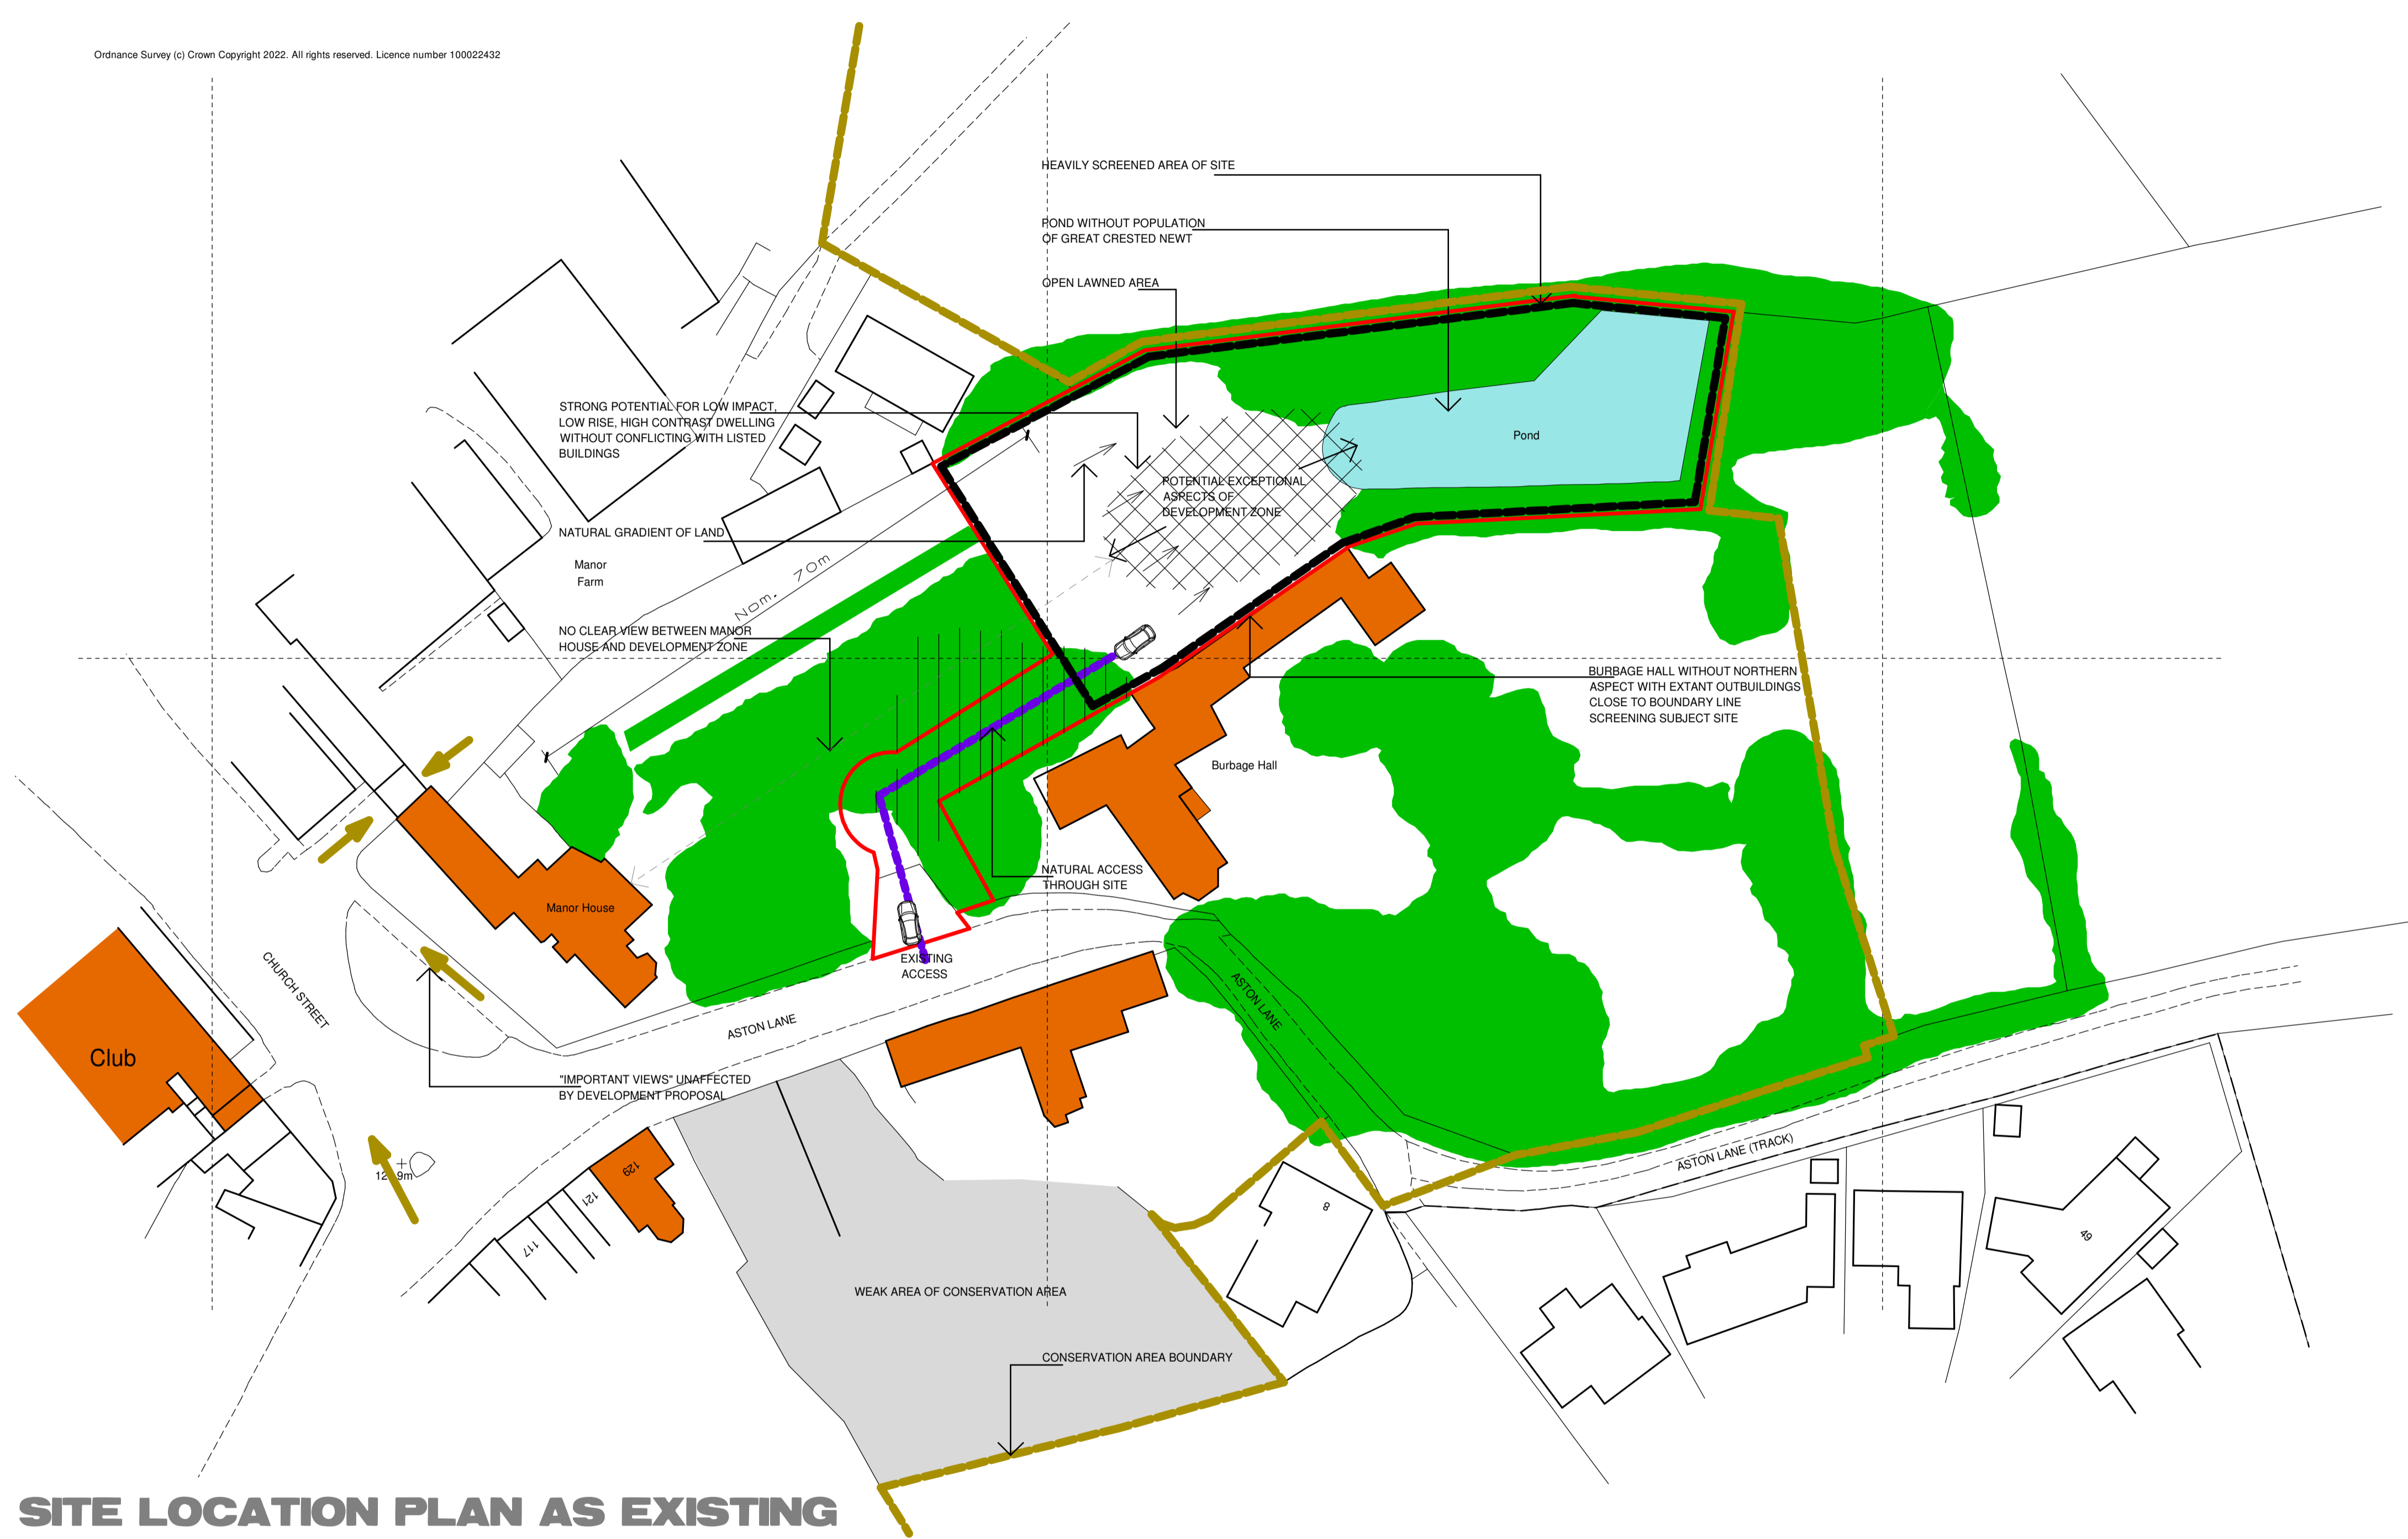 Ordnance Survey (c) Crown Copyright 2022. All rights reserved. Licence number 100022432
HEAVILY SCREENED AREA OF SITE
POND WITHOUT POPULATION
OF GREAT CRESTED NEWT
OPEN LAWNED AREA
STRONG POTENTIAL FOR LOW IMPACT,
LOW RISE, HIGH CONTRAST DWELLING
WITHOUT CONFLICTING WITH LISTED
BUILDINGS
Pond
POTENTIAL EXCEPTIONAL
ASPECTS OF
DEVELOPMENT ZONE
NATURAL GRADIENT OF LAND
Manor
Farm
Nom. 70m
NO CLEAR VIEW BETWEEN MANOR
HOUSE AND DEVELOPMENT ZONE
BURBAGE HALL WITHOUT NORTHERN
ASPECT WITH EXTANT OUTBUILDINGS
CLOSE TO BOUNDARY LINE
SCREENING SUBJECT SITE
Burbage Hall
NATURAL ACCESS
THROUGH SITE
Manor House
EXISTING
ACCESS
CHURCH STREET
ASTON LANE
ASTON LANE
Club
"IMPORTANT VIEWS" UNAFFECTED
BY DEVELOPMENT PROPOSAL
ASTON LANE (TRACK)
129
121
117
8
49
WEAK AREA OF CONSERVATION AREA
CONSERVATION AREA BOUNDARY
SITE LOCATION PLAN AS EXISTING